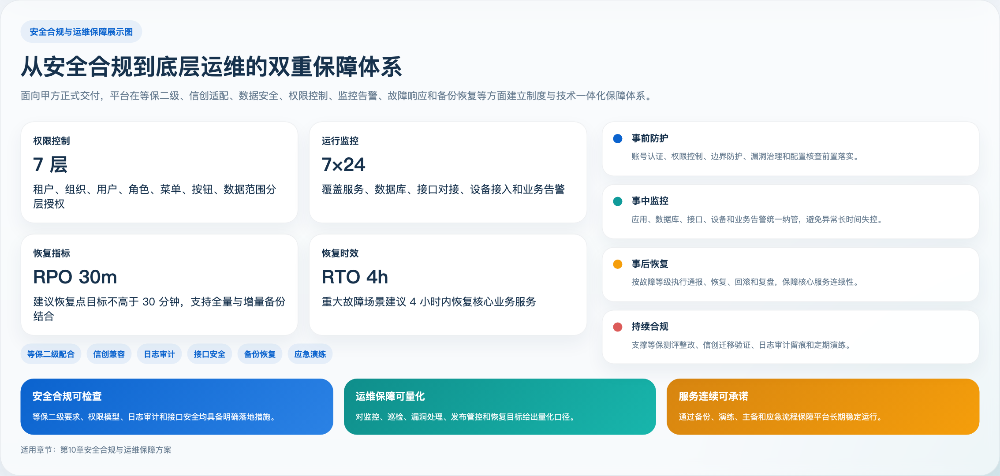 安全合规与运维保障展示图
从安全合规到底层运维的双重保障体系
面向甲方正式交付，平台在等保二级、信创适配、数据安全、权限控制、监控告警、故障响应和备份恢复等方面建立制度与技术一体化保障体系。
权限控制
7 层
租户、组织、用户、角色、菜单、按钮、数据范围分
层授权
运行监控
7×24
覆盖服务、数据库、接口对接、设备接入和业务告警
恢复指标
RPO 30m
建议恢复点目标不高于 30 分钟，支持全量与增量备份
结合
恢复时效
RTO 4h
重大故障场景建议 4 小时内恢复核心业务服务
等保二级配合
信创兼容
日志审计
接口安全
备份恢复
应急演练
事前防护
账号认证、权限控制、边界防护、漏洞治理和配置核查前置落实。
事中监控
应用、数据库、接口、设备和业务告警统一纳管，避免异常长时间失控。
事后恢复
按故障等级执行通报、恢复、回滚和复盘，保障核心服务连续性。
持续合规
支撑等保测评整改、信创迁移验证、日志审计留痕和定期演练。
安全合规可检查
等保二级要求、权限模型、日志审计和接口安全均具备明确落地措施。
运维保障可量化
对监控、巡检、漏洞处理、发布管控和恢复目标给出量化口径。
服务连续可承诺
通过备份、演练、主备和应急流程保障平台长期稳定运行。
适用章节：第10章安全合规与运维保障方案